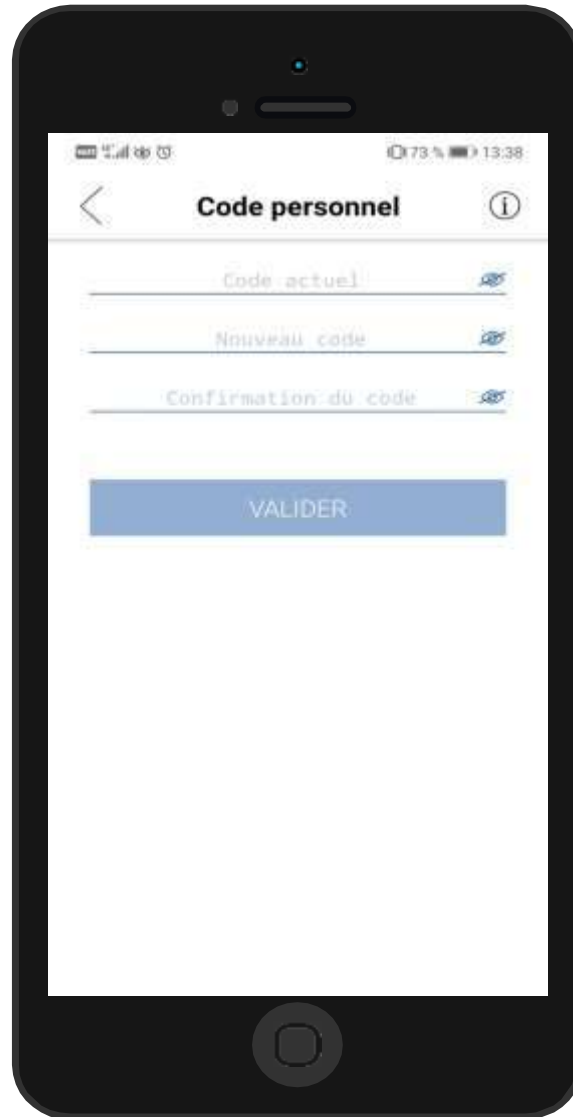 73 % 13:38
Code personnel
Code actuel
Nouveau code
Confirmation du code
VALIDER